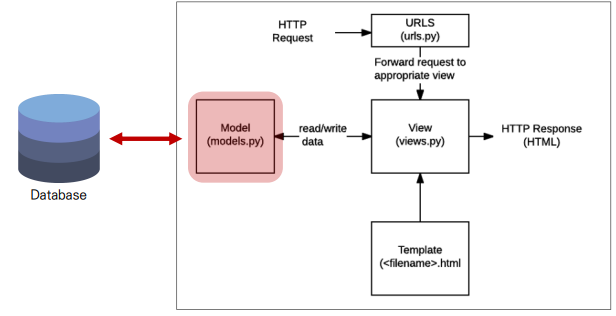 HTTP
Request
URLS
(urls.py)
Forward request to
appropriate view
Model
(models.py)
read/write
data
View
(views.py)
HTTP Response
(HTML)
Database
Template
(<filename>.html